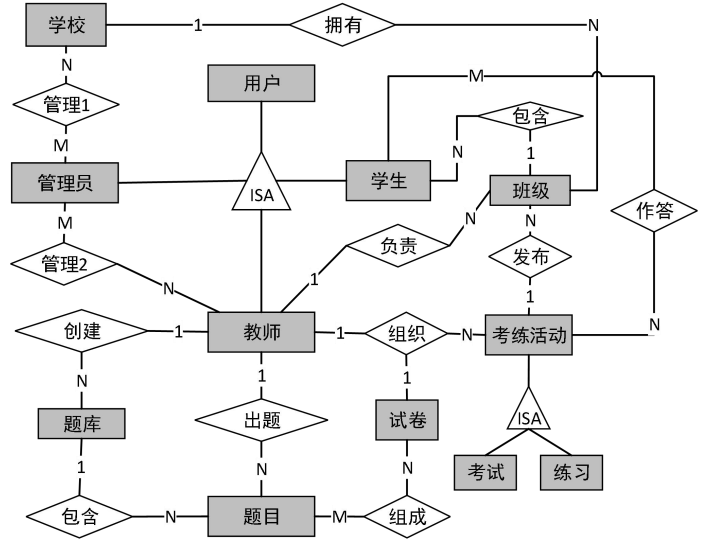 学校 1 拥有 N
N
用户 M
管理1 包含
M N 1
管理员 ISA 学生 班级
作答
M N N
管理2 负责 发布
N 1 1
创建 1 教师 1 组织 N 考练活动 N
N 1 1
题库 出题 试卷 ISA
1 N N 考试 练习
包含 N 题目 M 组成